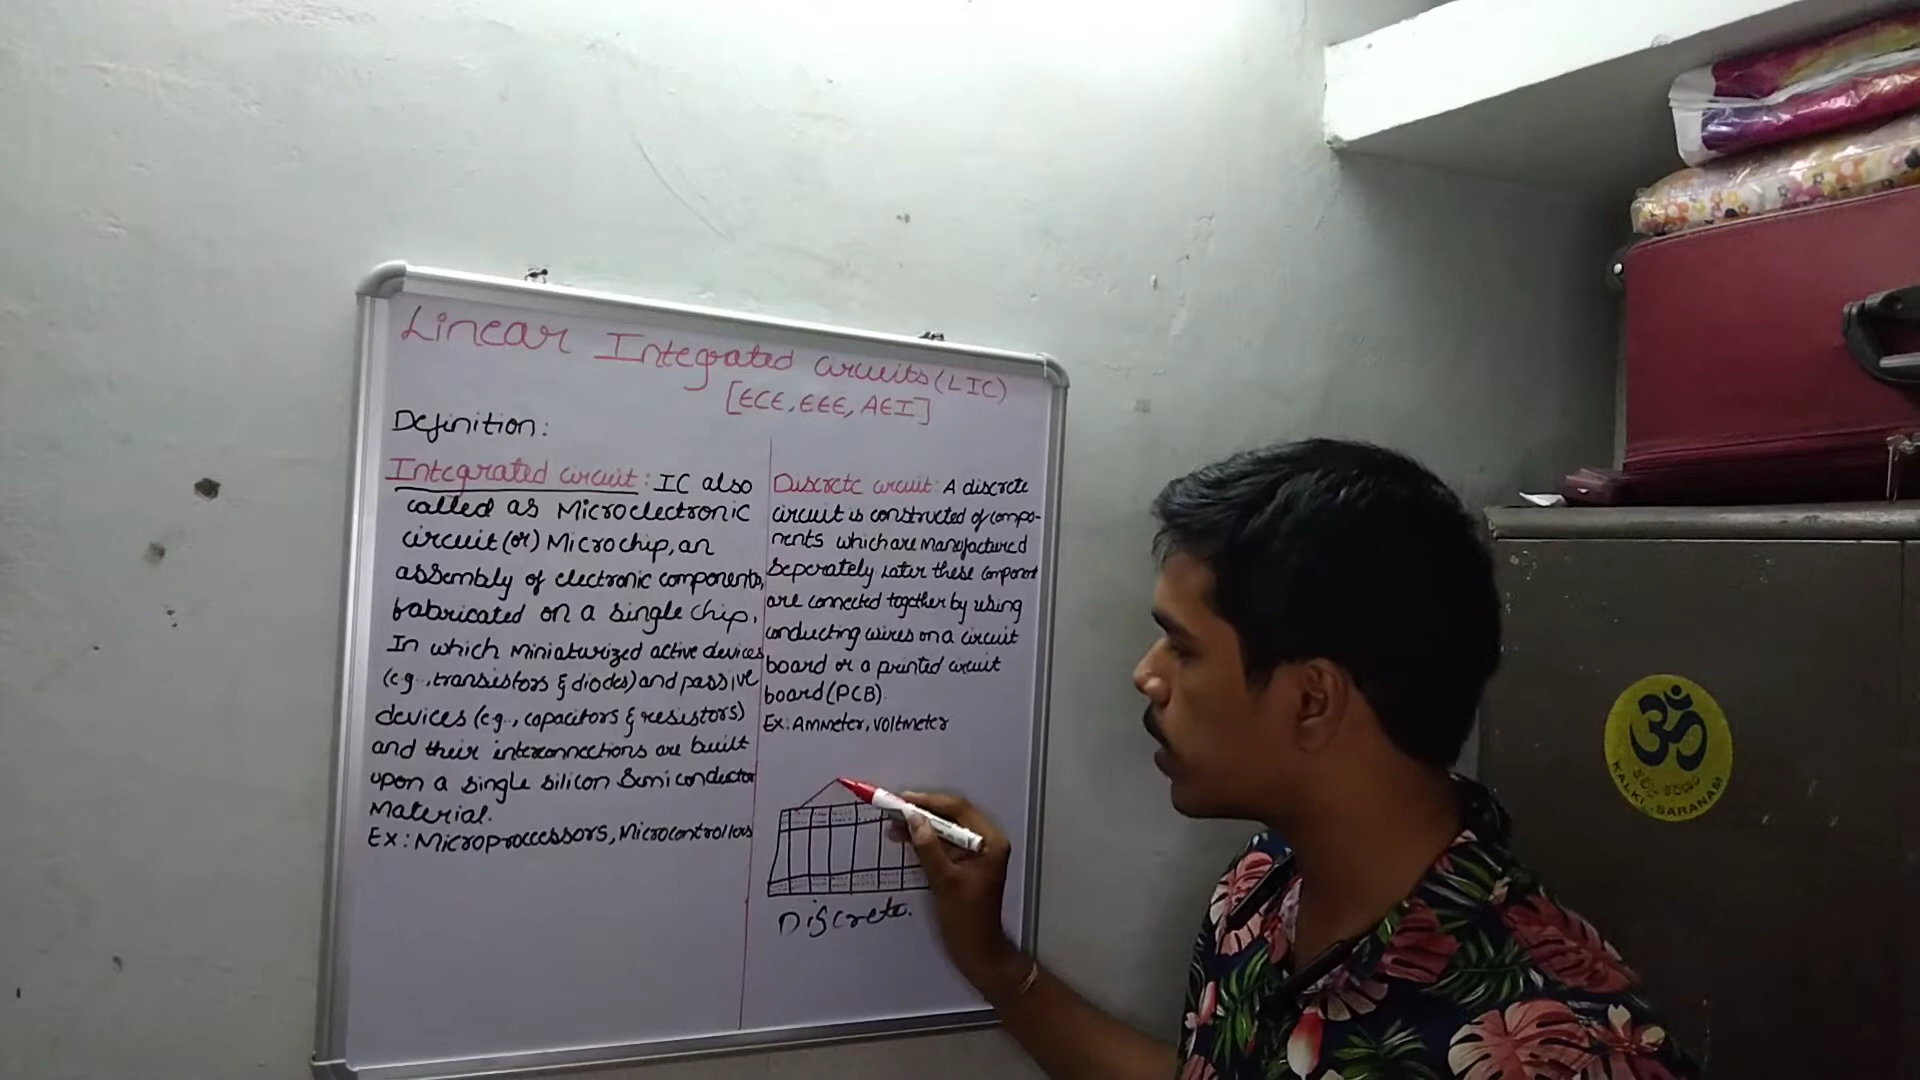 Linear Integrated circuits (LIC)
[ECE, EEE, AEI]
Definition:
Integrated circuit: IC also
called as Microelectronic
circuit (or) Microchip, an
assembly of electronic components,
fabricated on a single chip.
In which miniaturized active devices
(e.g., transistors & diodes) and passive
devices (e.g., capacitors & resistors)
and their interconnections are built
upon a single silicon Semiconductor
Material.
Ex: Microproccessors, Microcontrollers
Discrete circuit: A discrete
circuit is constructed of compo-
nents which are manufactured
Seperately Later these component
are connected together by using
conducting wires on a circuit
board or a printed circuit
board (PCB).
Ex: Ammeter, voltmeter
Discrete.
ॐ
KALKI SARANAM